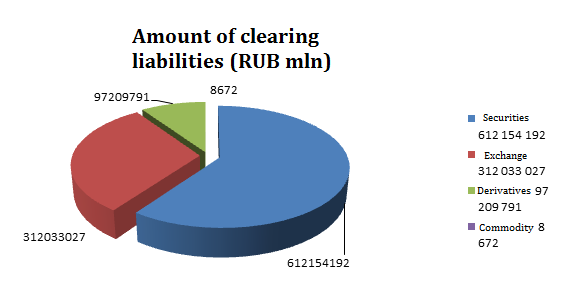 Amount of clearing
liabilities (RUB mln)
97209791
8672
312033027
612154192
Securities
612 154 192
Exchange
312 033 027
Derivatives 97
209 791
Commodity 8
672